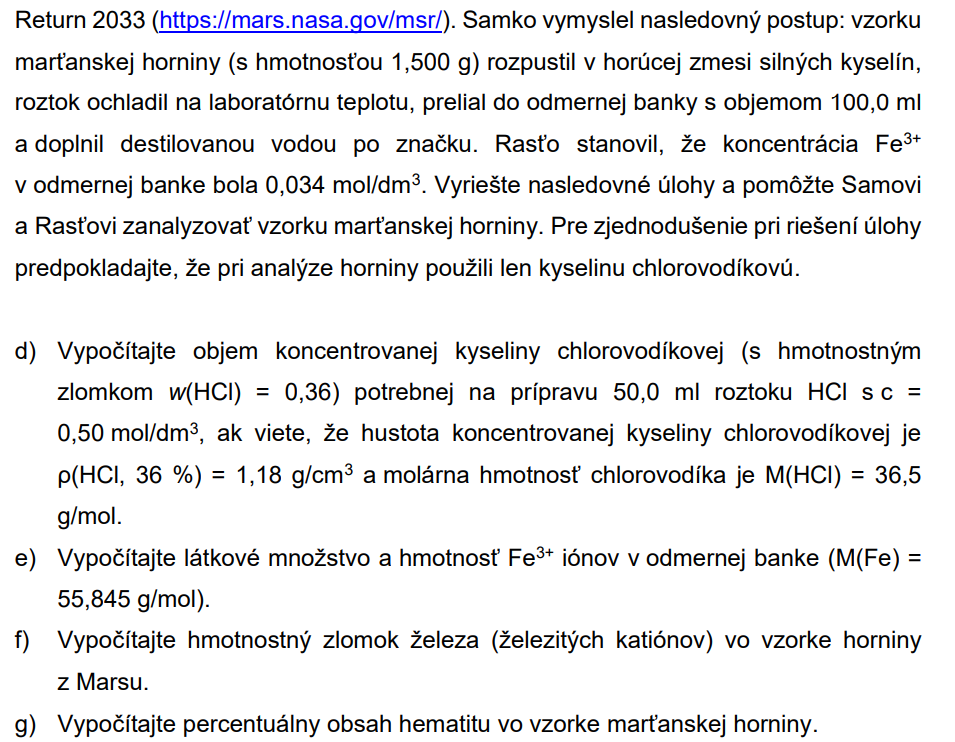 Return 2033 (https://mars.nasa.gov/msr/). Samko vymyslel nasledovný postup: vzorku
marťanskej horniny (s hmotnosťou 1,500 g) rozpustil v horúcej zmesi silných kyselín,
roztok ochladil na laboratórnu teplotu, prelial do odmernej banky s objemom 100,0 ml
a doplnil destilovanou vodou po značku. Rasťo stanovil, že koncentrácia Fe³⁺
v odmernej banke bola 0,034 mol/dm³. Vyriešte nasledovné úlohy a pomôžte Samovi
a Rasťovi zanalyzovať vzorku marťanskej horniny. Pre zjednodušenie pri riešení úlohy
predpokladajte, že pri analýze horniny použili len kyselinu chlorovodíkovú.
d) Vypočítajte objem koncentrovanej kyseliny chlorovodíkovej (s hmotnostným
zlomkom w(HCl) = 0,36) potrebnej na prípravu 50,0 ml roztoku HCl s c =
0,50 mol/dm³, ak viete, že hustota koncentrovanej kyseliny chlorovodíkovej je
ρ(HCl, 36 %) = 1,18 g/cm³ a molárna hmotnosť chlorovodíka je M(HCl) = 36,5
g/mol.
e) Vypočítajte látkové množstvo a hmotnosť Fe³⁺ iónov v odmernej banke (M(Fe) =
55,845 g/mol).
f) Vypočítajte hmotnostný zlomok železa (železitých katiónov) vo vzorke horniny
z Marsu.
g) Vypočítajte percentuálny obsah hematitu vo vzorke marťanskej horniny.